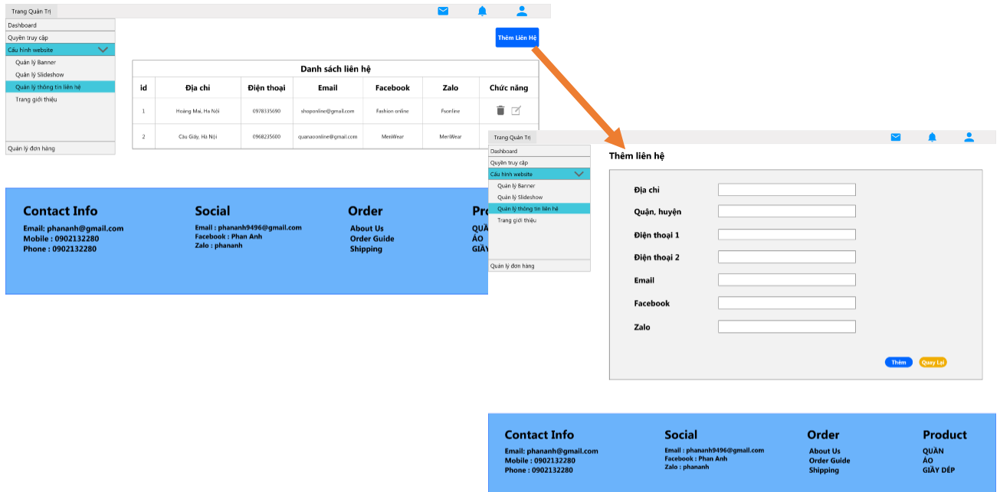 Trang Quản Trị
Dashboard
Quyền truy cập
Cấu hình website
Quản lý Banner
Quản lý Slideshow
Quản lý thông tin liên hệ
Trang giới thiệu
Quản lý đơn hàng
Thêm Liên Hệ
Danh sách liên hệ
id Địa chỉ Điện thoại Email Facebook Zalo Chức năng
1 Hoàng Mai, Ha Nội 0978335690 shoponline@gmail.com Fashion online Fsonline
2 Cầu Giấy, Hà Nội 0968235600 quanaoonline@gmail.com MenWear MenWear
Contact Info
Email: phananh@gmail.com
Mobile : 0902132280
Phone : 0902132280
Social
Email : phananh9496@gmail.com
Facebook : Phan Anh
Zalo : phananh
Order
About Us
Order Guide
Shipping
Trang Quản Trị
Dashboard
Quyền truy cập
Cấu hình website
Quản lý Banner
Quản lý Slideshow
Quản lý thông tin liên hệ
Trang giới thiệu
Quản lý đơn hàng
Thêm liên hệ
Địa chỉ
Quận, huyện
Điện thoại 1
Điện thoại 2
Email
Facebook
Zalo
Thêm Quay Lại
Contact Info
Email: phananh@gmail.com
Mobile : 0902132280
Phone : 0902132280
Social
Email : phananh9496@gmail.com
Facebook : Phan Anh
Zalo : phananh
Order
About Us
Order Guide
Shipping
Product
QUẦN
ÁO
GIẦY DÉP